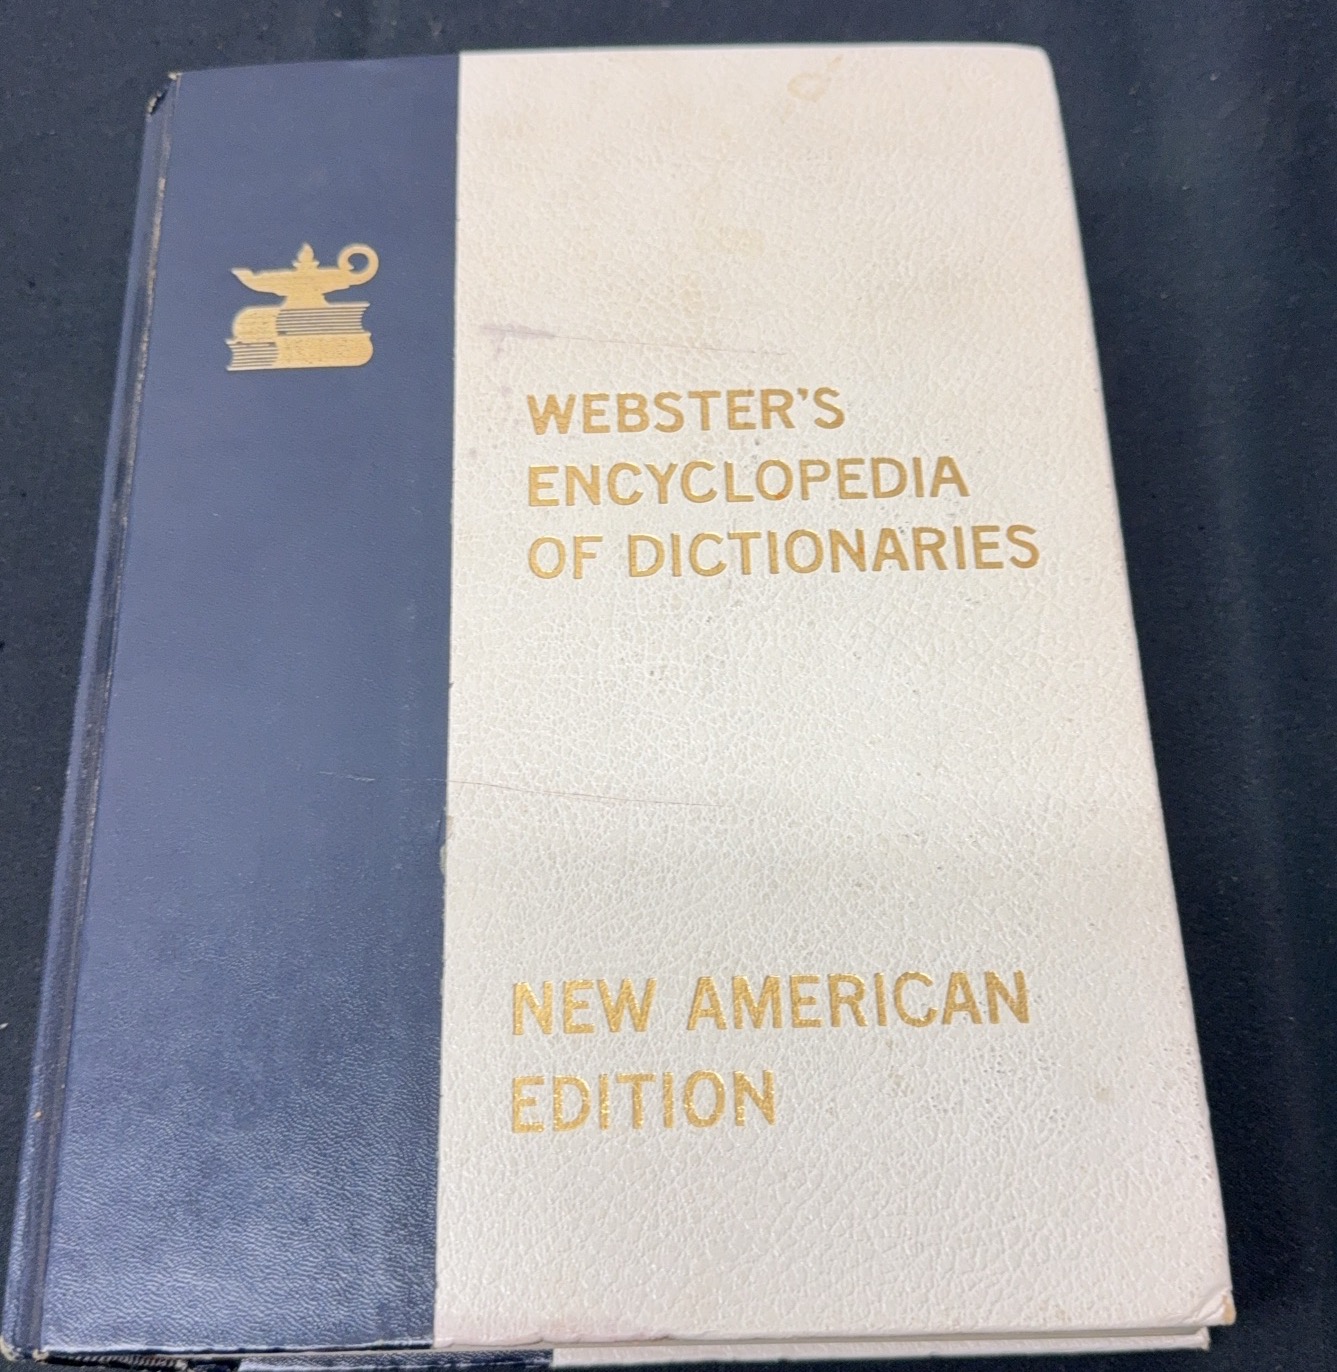 WEBSTER'S
ENCYCLOPEDIA
OF DICTIONARIES
NEW AMERICAN
EDITION